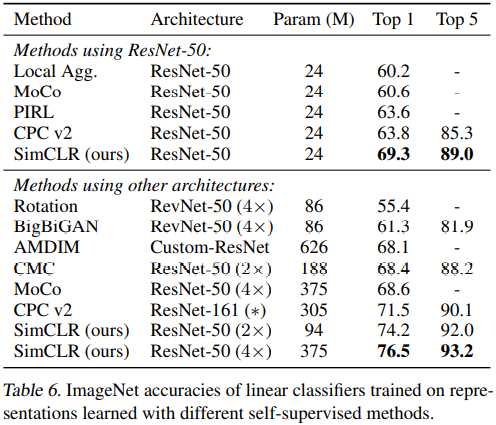 Method Architecture Param (M) Top 1 Top 5
Methods using ResNet-50:
Local Agg. ResNet-50 24 60.2 -
MoCo ResNet-50 24 60.6 -
PIRL ResNet-50 24 63.6 -
CPC v2 ResNet-50 24 63.8 85.3
SimCLR (ours) ResNet-50 24 69.3 89.0
Methods using other architectures:
Rotation RevNet-50 (4×) 86 55.4 -
BigBiGAN RevNet-50 (4×) 86 61.3 81.9
AMDIM Custom-ResNet 626 68.1 -
CMC ResNet-50 (2×) 188 68.4 88.2
MoCo ResNet-50 (4×) 375 68.6 -
CPC v2 ResNet-161 (∗) 305 71.5 90.1
SimCLR (ours) ResNet-50 (2×) 94 74.2 92.0
SimCLR (ours) ResNet-50 (4×) 375 76.5 93.2
Table 6. ImageNet accuracies of linear classifiers trained on repre-
sentations learned with different self-supervised methods.